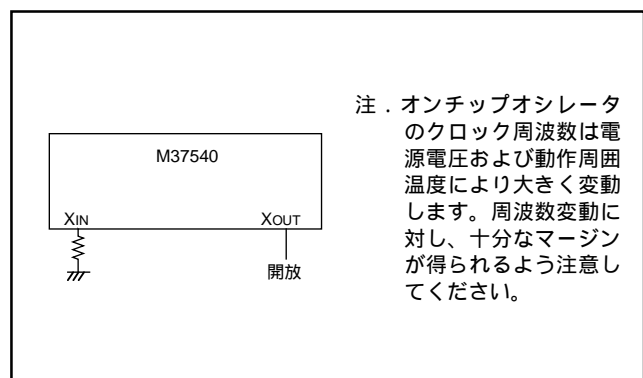 M37540
XIN
XOUT
開放
注．オンチップオシレータ
のクロック周波数は電
源電圧および動作周囲
温度により大きく変動
します。周波数変動に
対し、十分なマージン
が得られるよう注意し
てください。